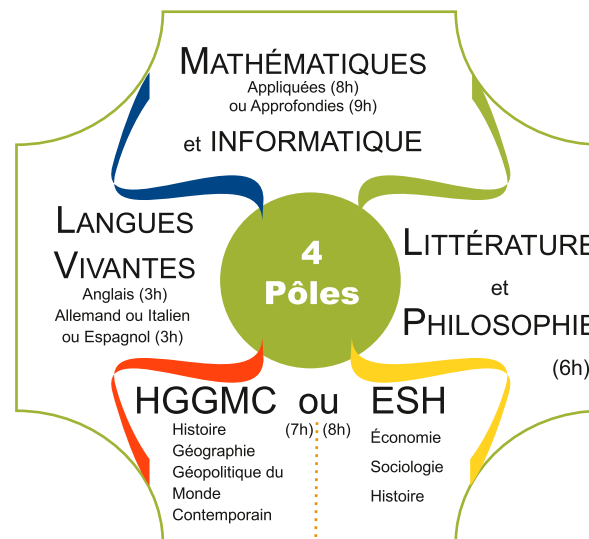 MATHÉMATIQUES
Appliquées (8h)
ou Approfondies (9h)
et INFORMATIQUE
LANGUES
VIVANTES
Anglais (3h)
Allemand ou Italien
ou Espagnol (3h)
4
Pôles
LITTÉRATURE
et
PHILOSOPHIE
(6h)
HGGMC ou ESH
(7h) (8h)
Histoire
Géographie
Géopolitique du
Monde
Contemporain
Économie
Sociologie
Histoire